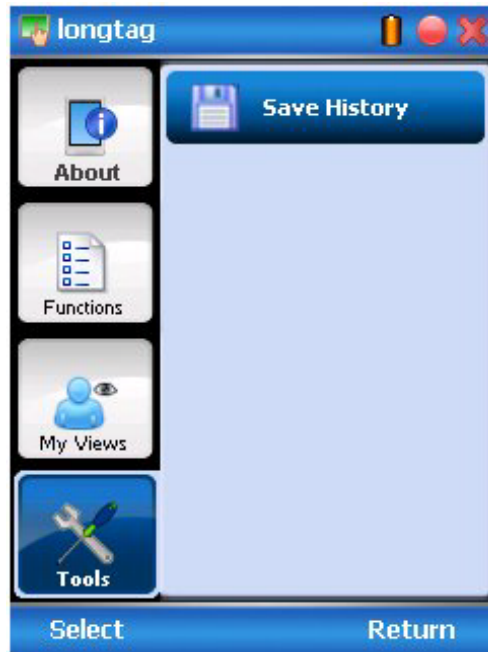 longtag
Save History
About
Functions
My Views
Tools
Select
Return